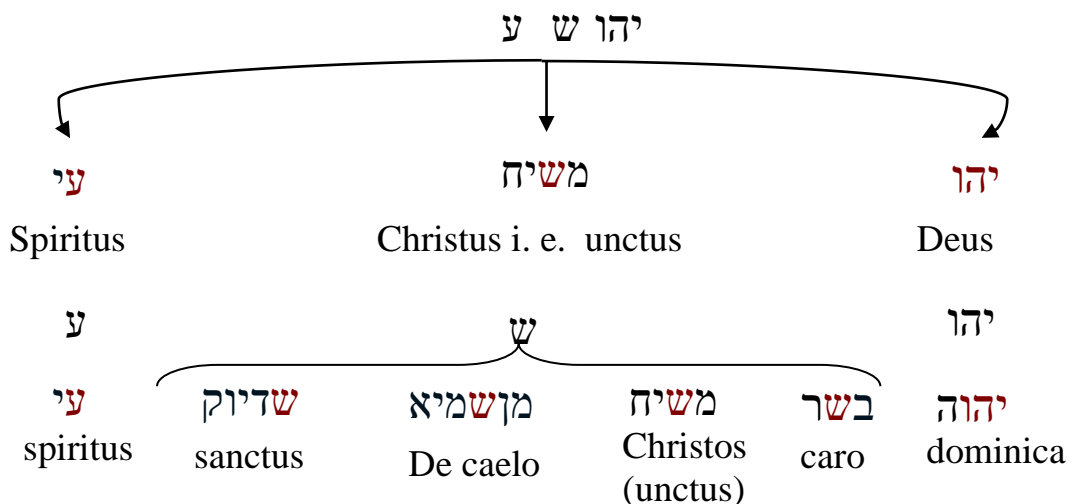 יהו ש ע
יהו משיח עי
Spiritus Christus i. e. unctus Deus
יהו ש ע
יהוה בשר משיח מןשמיא שדיוק עי
spiritus sanctus De caelo Christos caro dominica
(unctus)